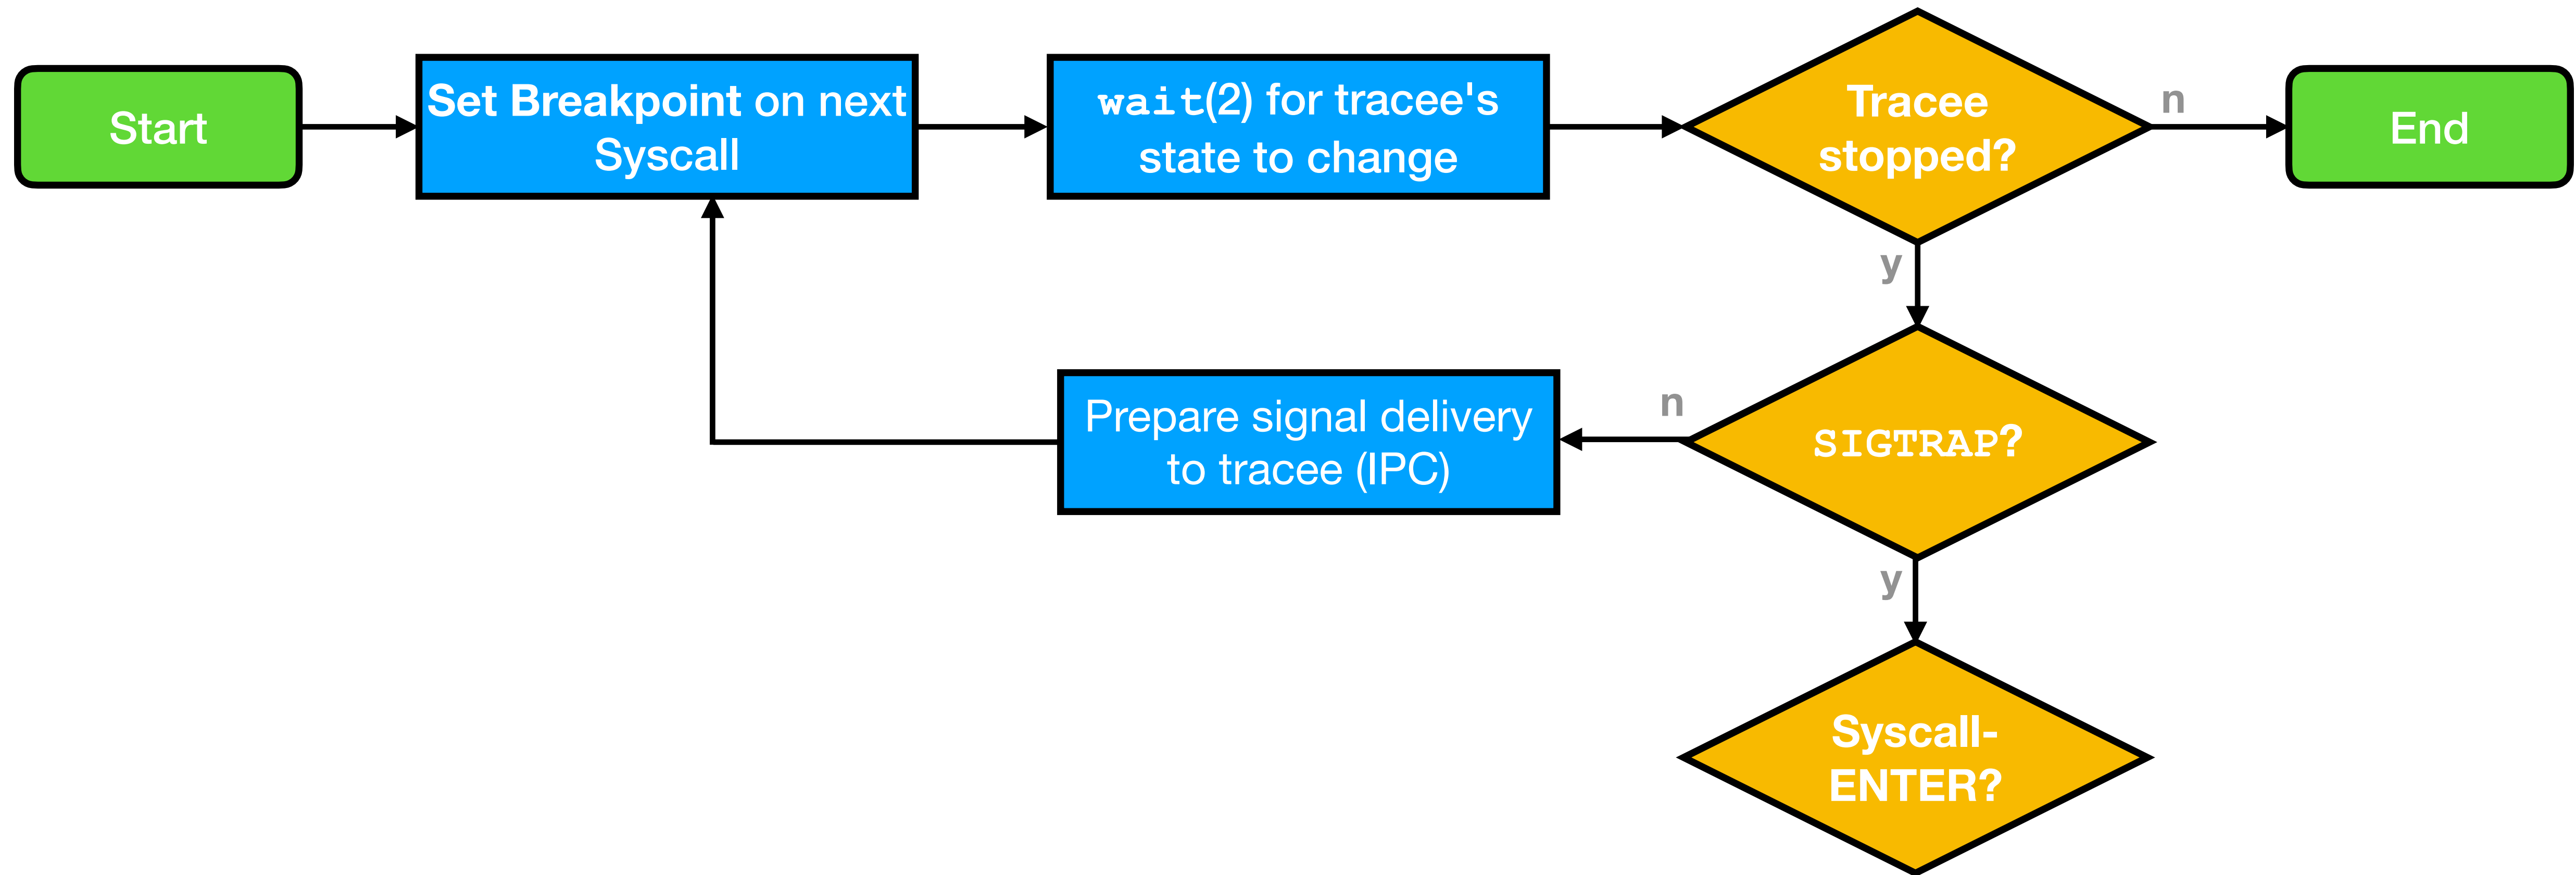 Start
Set Breakpoint on next
Syscall
wait(2) for tracee's
state to change
Tracee
stopped?
n
End
y
Prepare signal delivery
to tracee (IPC)
n
SIGTRAP?
y
Syscall-
ENTER?